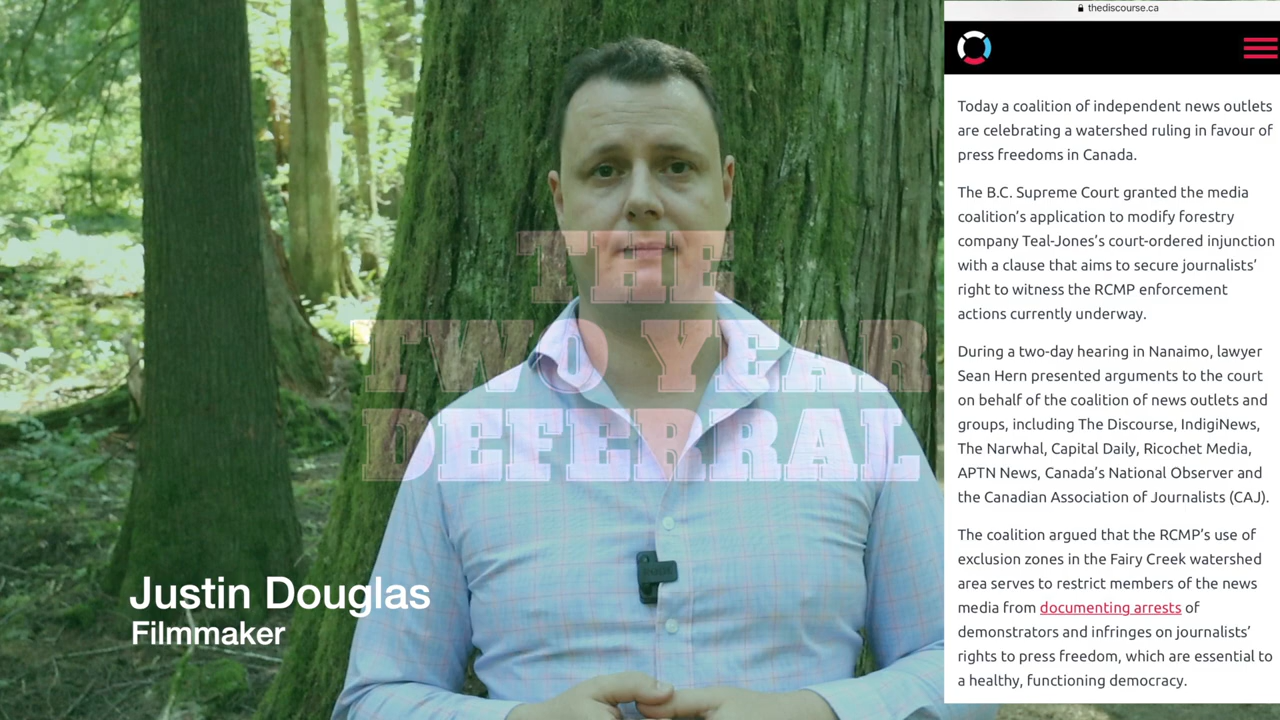 thediscourse.ca
Today a coalition of independent news outlets
are celebrating a watershed ruling in favour of
press freedoms in Canada.
The B.C. Supreme Court granted the media
coalition's application to modify forestry
company Teal-Jones's court-ordered injunction
with a clause that aims to secure journalists'
right to witness the RCMP enforcement
actions currently underway.
During a two-day hearing in Nanaimo, lawyer
Sean Hern presented arguments to the court
on behalf of the coalition of news outlets and
groups, including The Discourse, IndigiNews,
The Narwhal, Capital Daily, Ricochet Media,
APTN News, Canada's National Observer and
the Canadian Association of Journalists (CAJ).
The coalition argued that the RCMP's use of
exclusion zones in the Fairy Creek watershed
area serves to restrict members of the news
media from documenting arrests of
demonstrators and infringes on journalists'
rights to press freedom, which are essential to
a healthy, functioning democracy.
THE
TWO YEAR
DEFERRAL
Justin Douglas
Filmmaker